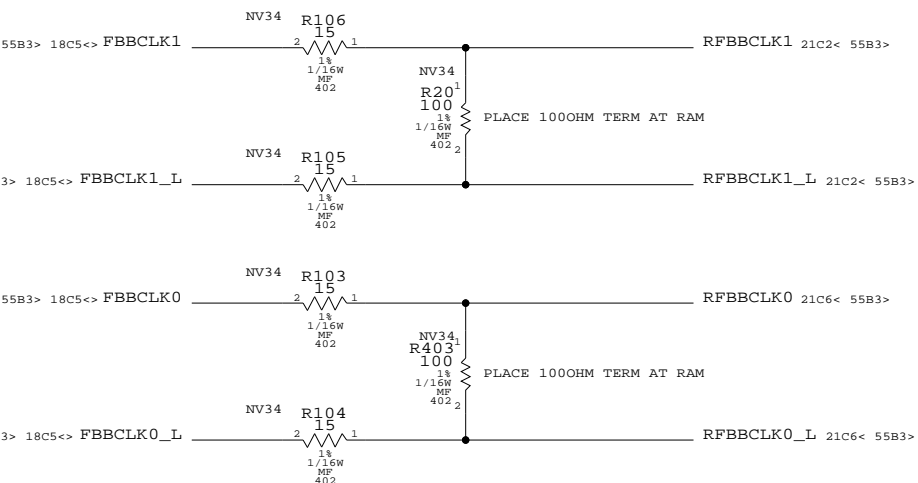 NV34 R106
15
55B3> 18C5<> FBBCLK1 2 1 RFBBCLK1 21C2< 55B3>
1%
1/16W
MF
402
NV34
1
R20
100
1%
1/16W
MF
402
2
PLACE 100OHM TERM AT RAM
NV34 R105
15
3> 18C5<> FBBCLK1_L 2 1 RFBBCLK1_L 21C2< 55B3>
1%
1/16W
MF
402
NV34 R103
15
55B3> 18C5<> FBBCLK0 2 1 RFBBCLK0 21C6< 55B3>
1%
1/16W
MF
402
NV34
1
R403
100
1%
1/16W
MF
402
2
PLACE 100OHM TERM AT RAM
NV34 R104
15
3> 18C5<> FBBCLK0_L 2 1 RFBBCLK0_L 21C6< 55B3>
1%
1/16W
MF
402